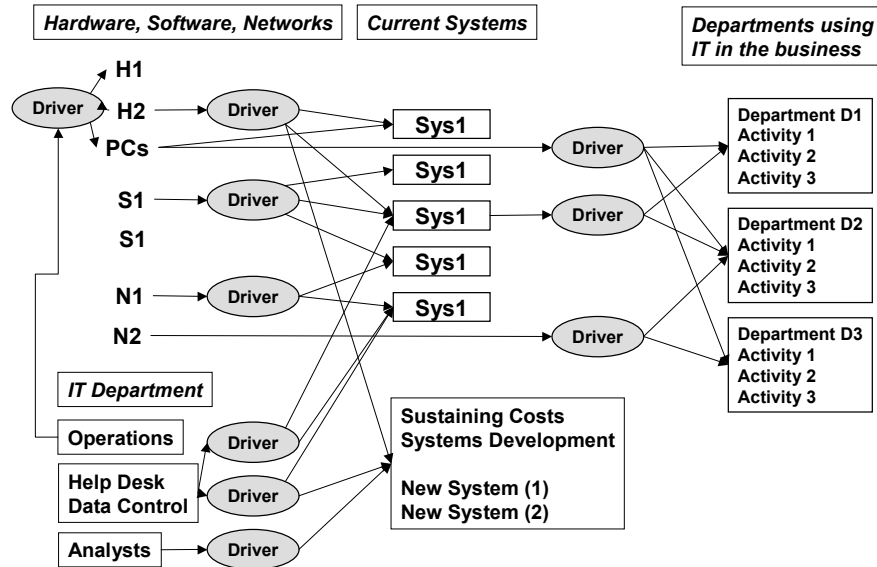 Hardware, Software, Networks
Current Systems
Departments using
IT in the business
H1
Driver
H2
Driver
PCs
Sys1
Driver
Department D1
Activity 1
Activity 2
Activity 3
Sys1
S1
Driver
Sys1
Driver
S1
Department D2
Activity 1
Activity 2
Activity 3
Sys1
N1
Driver
Sys1
N2
Driver
Department D3
Activity 1
Activity 2
Activity 3
IT Department
Operations
Driver
Help Desk
Data Control
Driver
Analysts
Driver
Sustaining Costs
Systems Development
New System (1)
New System (2)